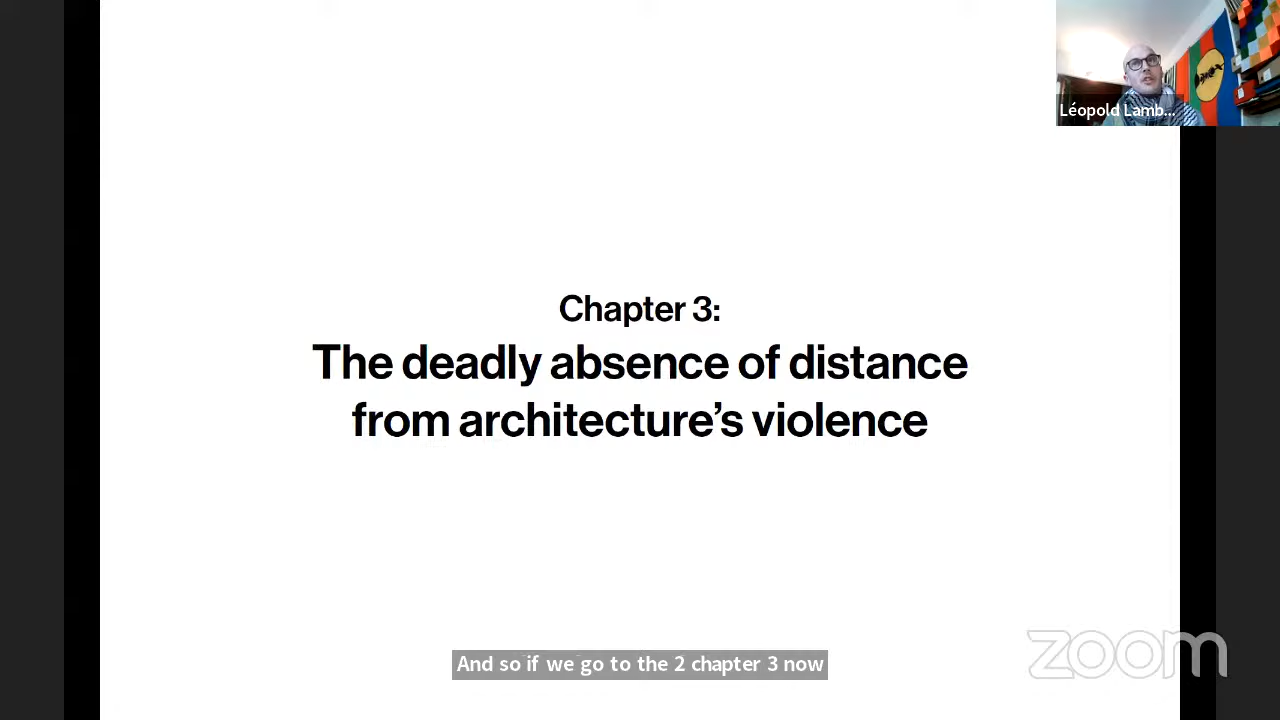 Léopold Lamb...
Chapter 3:
The deadly absence of distance
from architecture’s violence
And so if we go to the 2 chapter 3 now
zoom